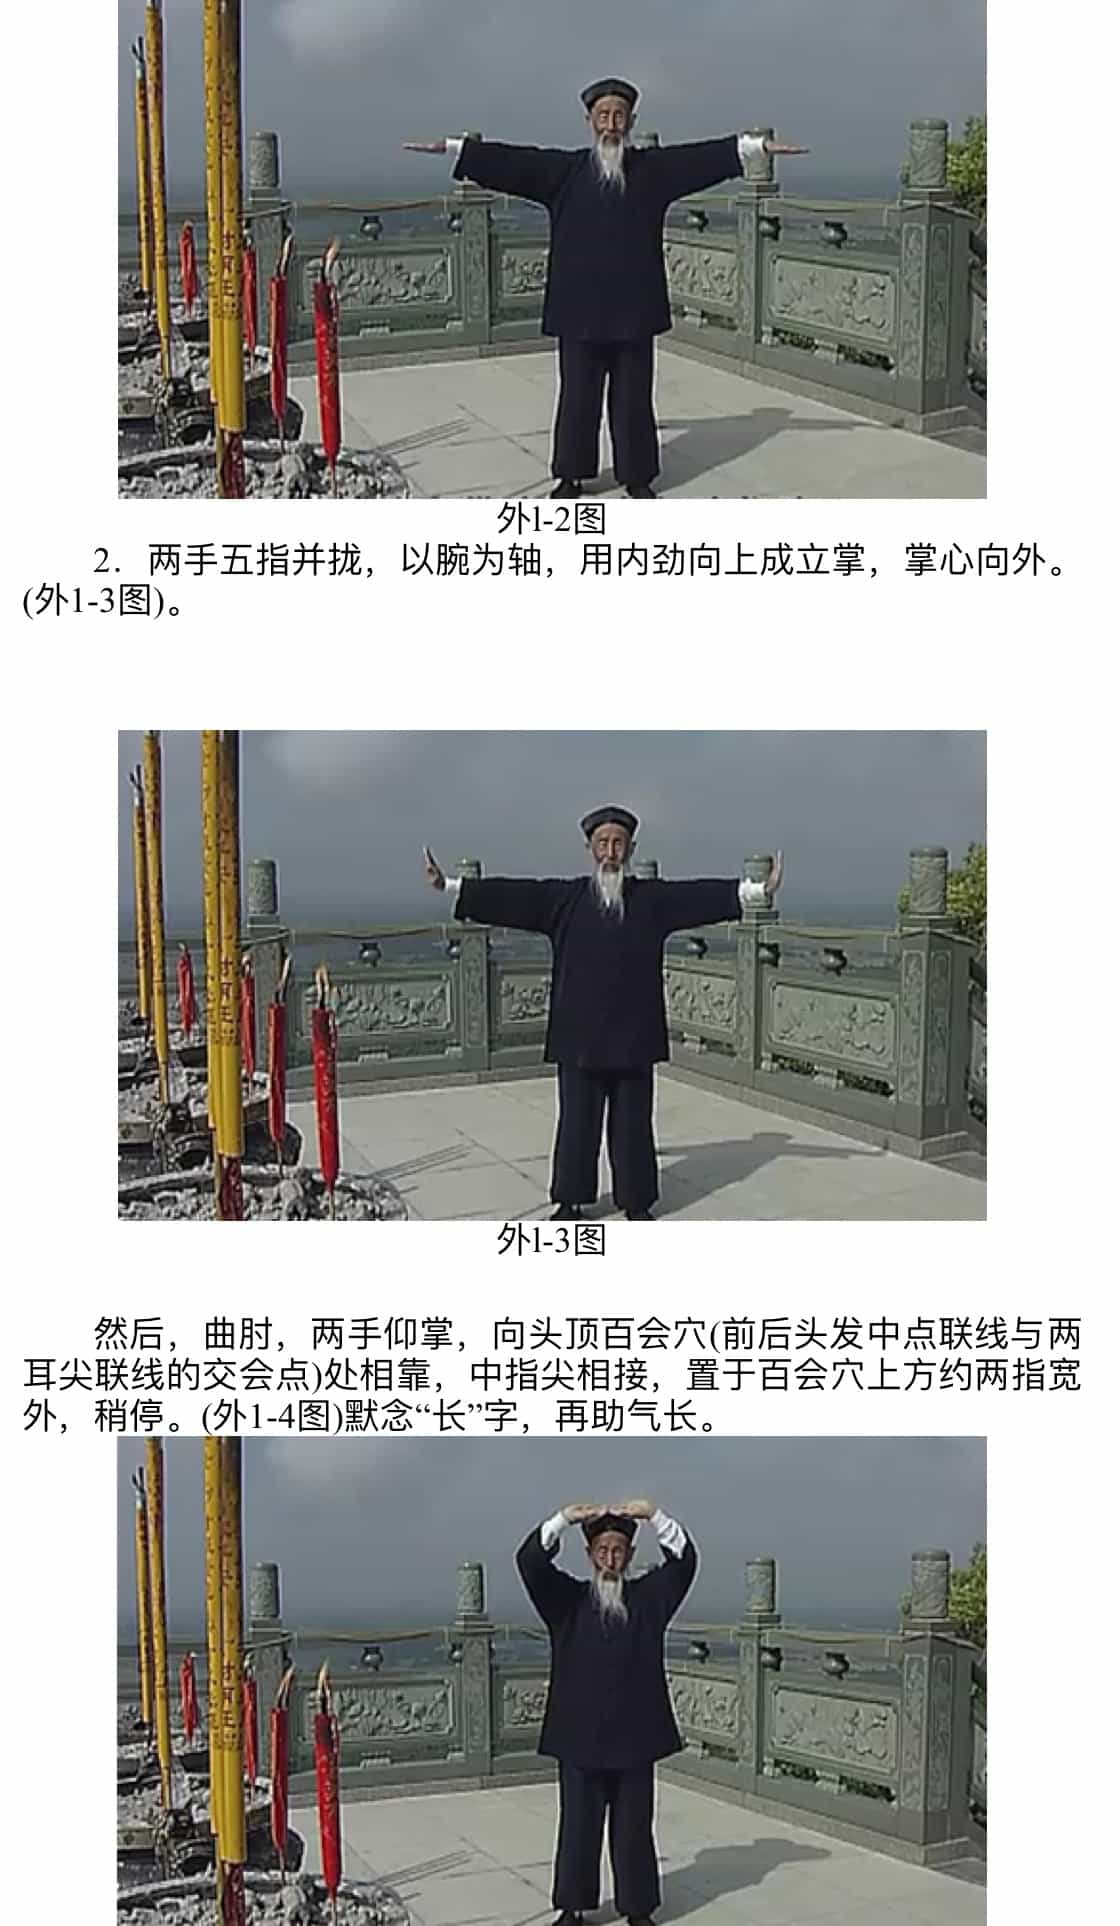 外l-2图
2．两手五指并拢，以腕为轴，用内劲向上成立掌，掌心向外。
(外1-3图)。
外l-3图
然后，曲肘，两手仰掌，向头顶百会穴(前后头发中点联线与两
耳尖联线的交会点)处相靠，中指尖相接，置于百会穴上方约两指宽
外，稍停。(外1-4图)默念“长”字，再助气长。